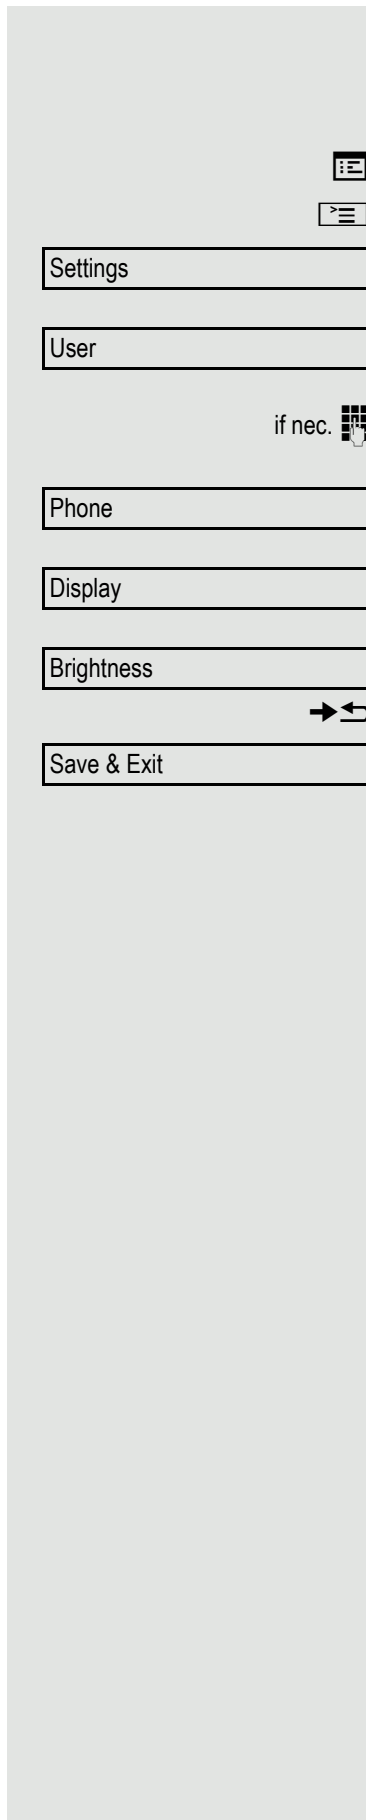 Settings
User
if nec.
Phone
Display
Brightness
Save & Exit